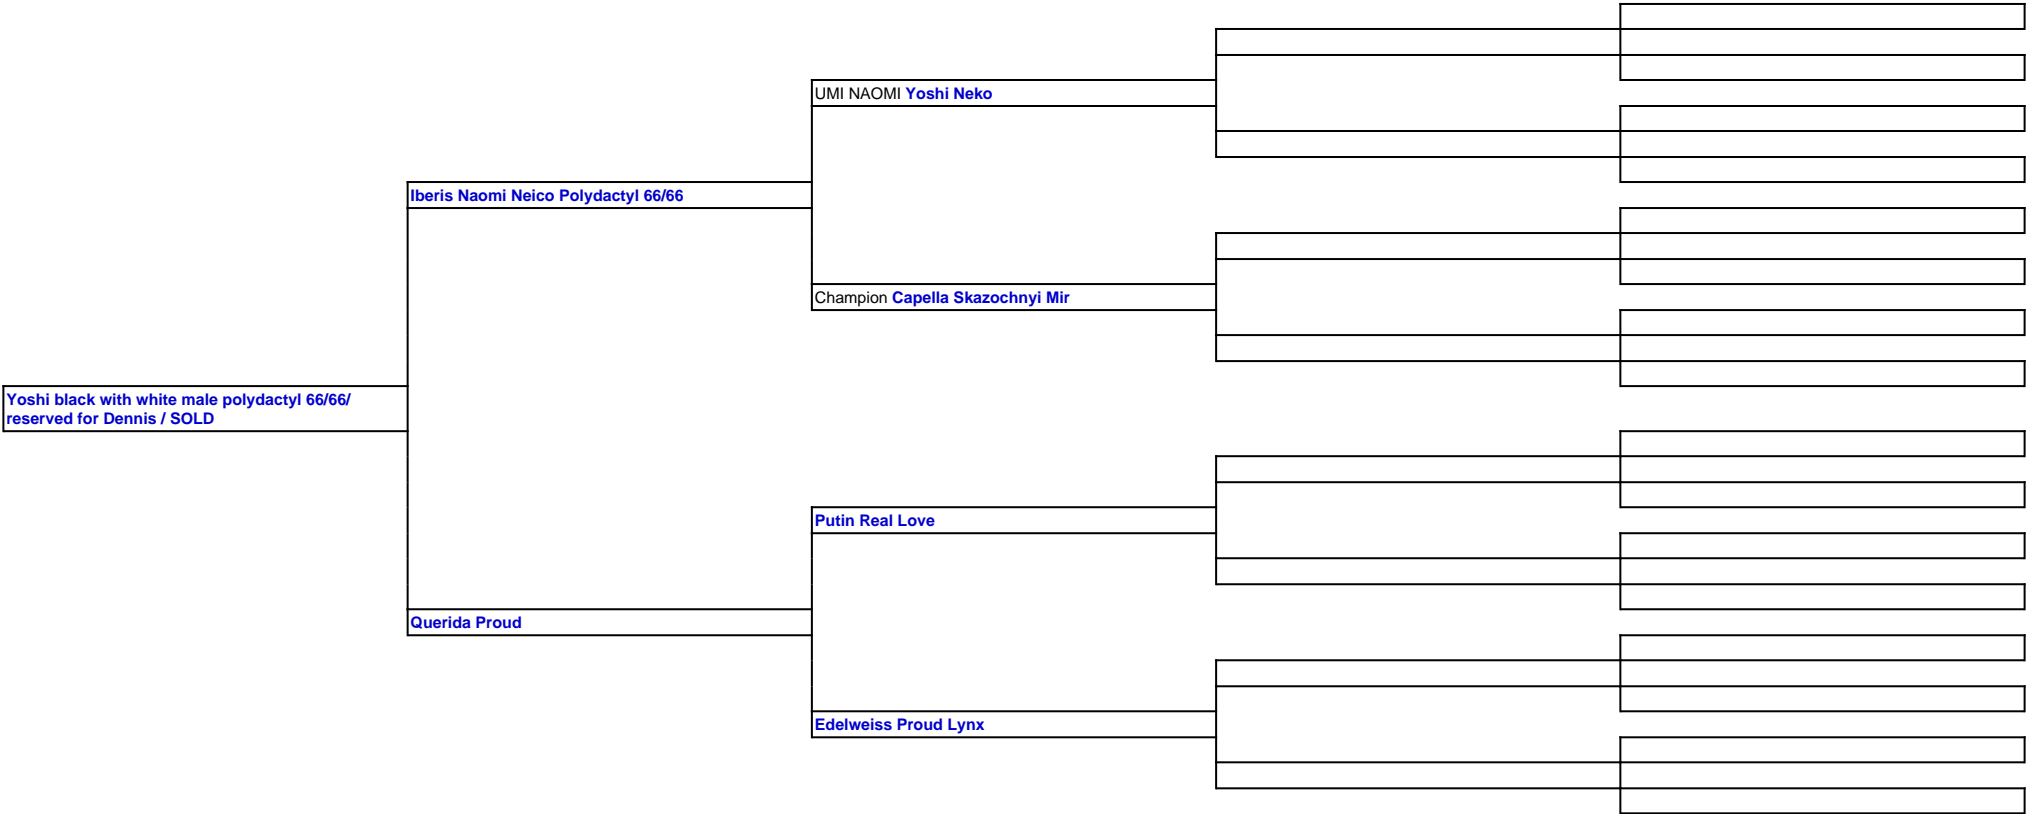 UMI NAOMI Yoshi Neko
Iberis Naomi Neico Polydactyl 66/66
Champion Capella Skazochnyi Mir
Yoshi black with white male polydactyl 66/66/
reserved for Dennis / SOLD
Putin Real Love
Querida Proud
Edelweiss Proud Lynx